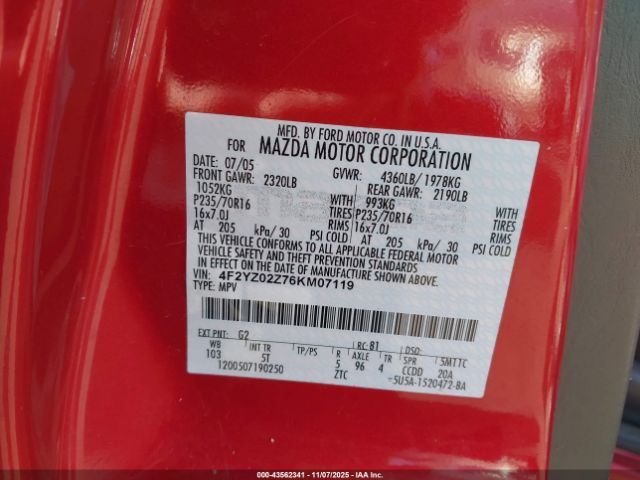 MFD. BY FORD MOTOR CO. IN U.S.A.
FOR MAZDA MOTOR CORPORATION
DATE: 07/05 GVWR: 4360LB/ 1978KG
FRONT GAWR: 2320LB REAR GAWR: 2190LB
1052KG WITH 993KG WITH
P235/70R16 TIRES P235/70R16 TIRES
16x7.0J RIMS 16x7.0J RIMS
AT 205 kPa/ 30 PSI COLD AT 205 kPa/ 30 PSI COLD
THIS VEHICLE CONFORMS TO ALL APPLICABLE FEDERAL MOTOR
VEHICLE SAFETY AND THEFT PREVENTION STANDARDS
IN EFFECT ON THE DATE OF MANUFACTURE SHOWN ABOVE.
VIN: 4F2YZ02Z76KM07119
TYPE: MPV
EXT PNT: G2 RC: 81 DSO:
WB INT TR TP/PS R AXLE TR SPR 5MTTC
103 5T 5 96 4 CCDD 20A
1200507190250 ZTC 5U5A-1520472-BA
000-43562341 - 11/07/2025 - IAA, Inc.